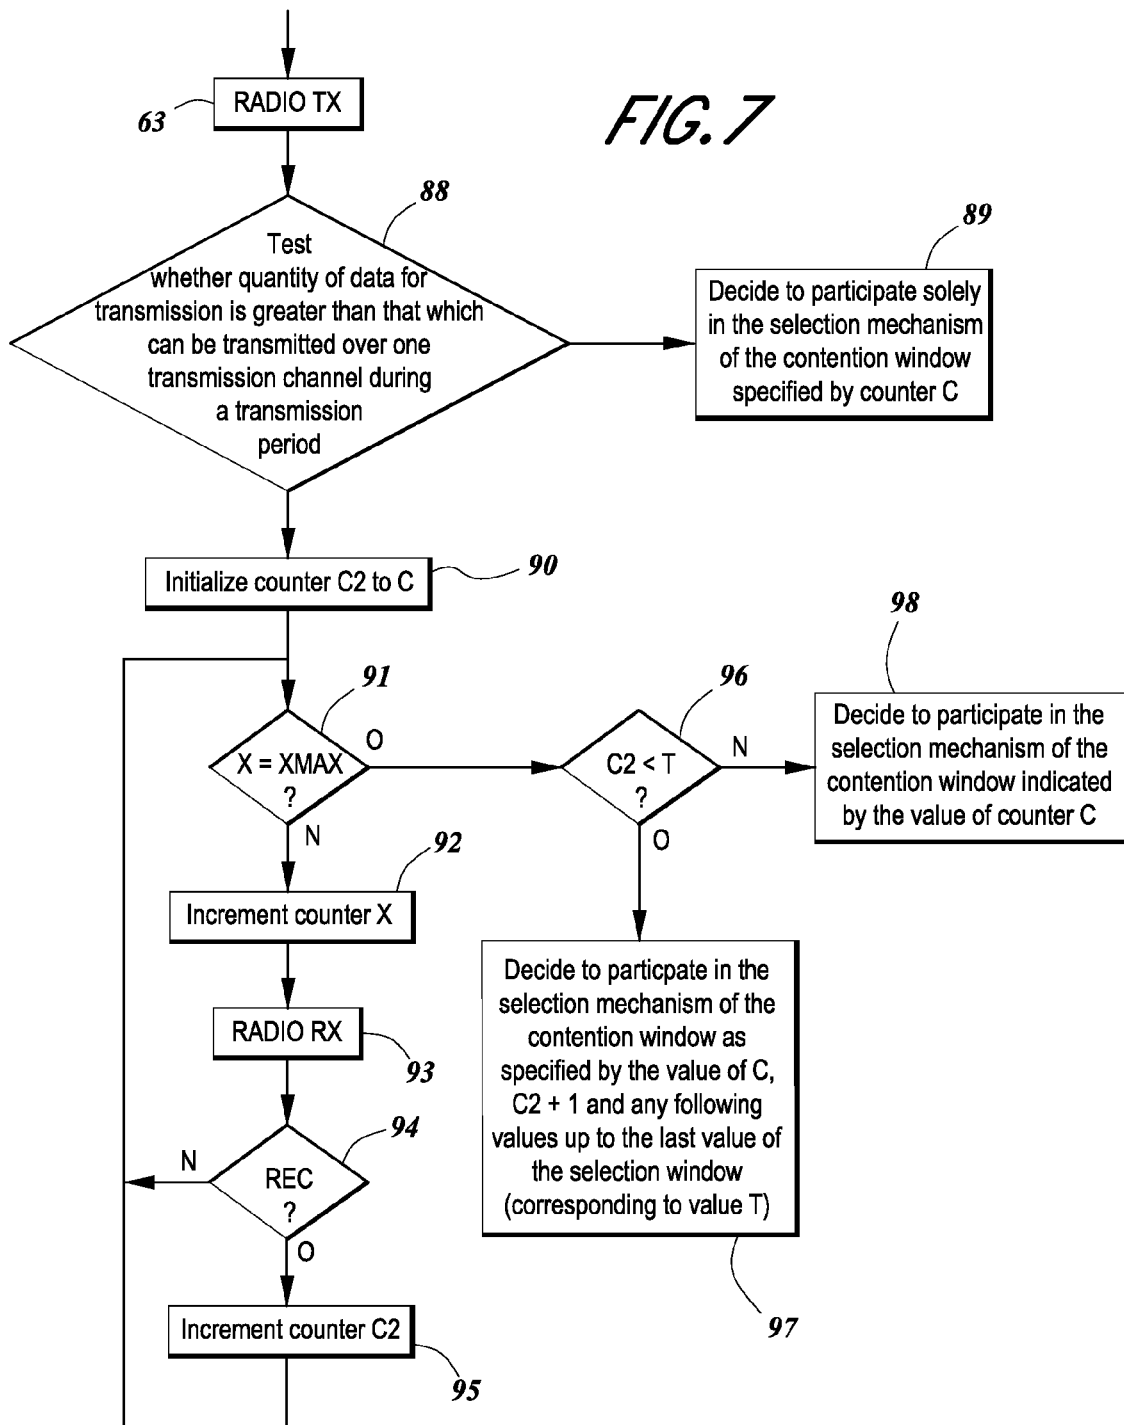 RADIO TX
63
FIG. 7
88
Test
whether quantity of data for
transmission is greater than that which
can be transmitted over one
transmission channel during
a transmission
period
89
Decide to participate solely
in the selection mechanism
of the contention window
specified by counter C
Initialize counter C2 to C
90
91
X = XMAX
?
O
N
96
C2 < T
?
N
O
98
Decide to participate in the
selection mechanism of the
contention window indicated
by the value of counter C
92
Increment counter X
RADIO RX
93
94
REC
?
N
O
Increment counter C2
95
Decide to particpate in the
selection mechanism of the
contention window as
specified by the value of C,
C2 + 1 and any following
values up to the last value of
the selection window
(corresponding to value T)
97